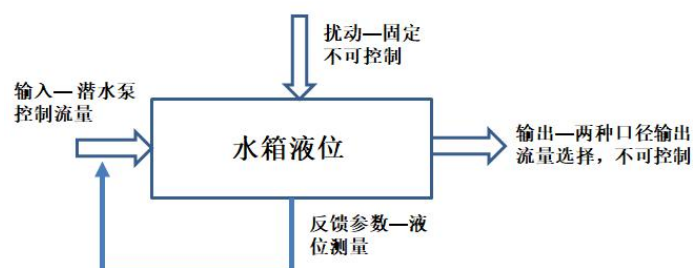 扰动—固定
不可控制
输入—潜水泵
控制流量
水箱液位
输出—两种口径输出
流量选择，不可控制
反馈参数—液
位测量